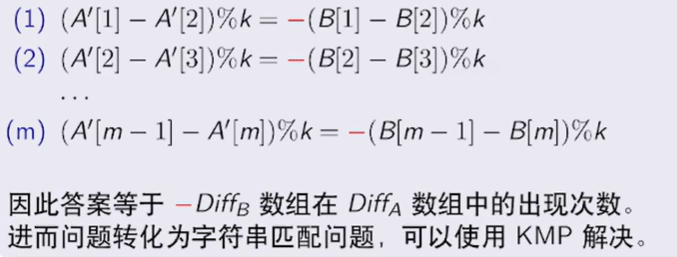 (1) (A′[1] − A′[2])%k = −(B[1] − B[2])%k
(2) (A′[2] − A′[3])%k = −(B[2] − B[3])%k
...
(m) (A′[m − 1] − A′[m])%k = −(B[m − 1] − B[m])%k
因此答案等于 −Diff_B 数组在 Diff_A 数组中的出现次数。
进而问题转化为字符串匹配问题，可以使用 KMP 解决。